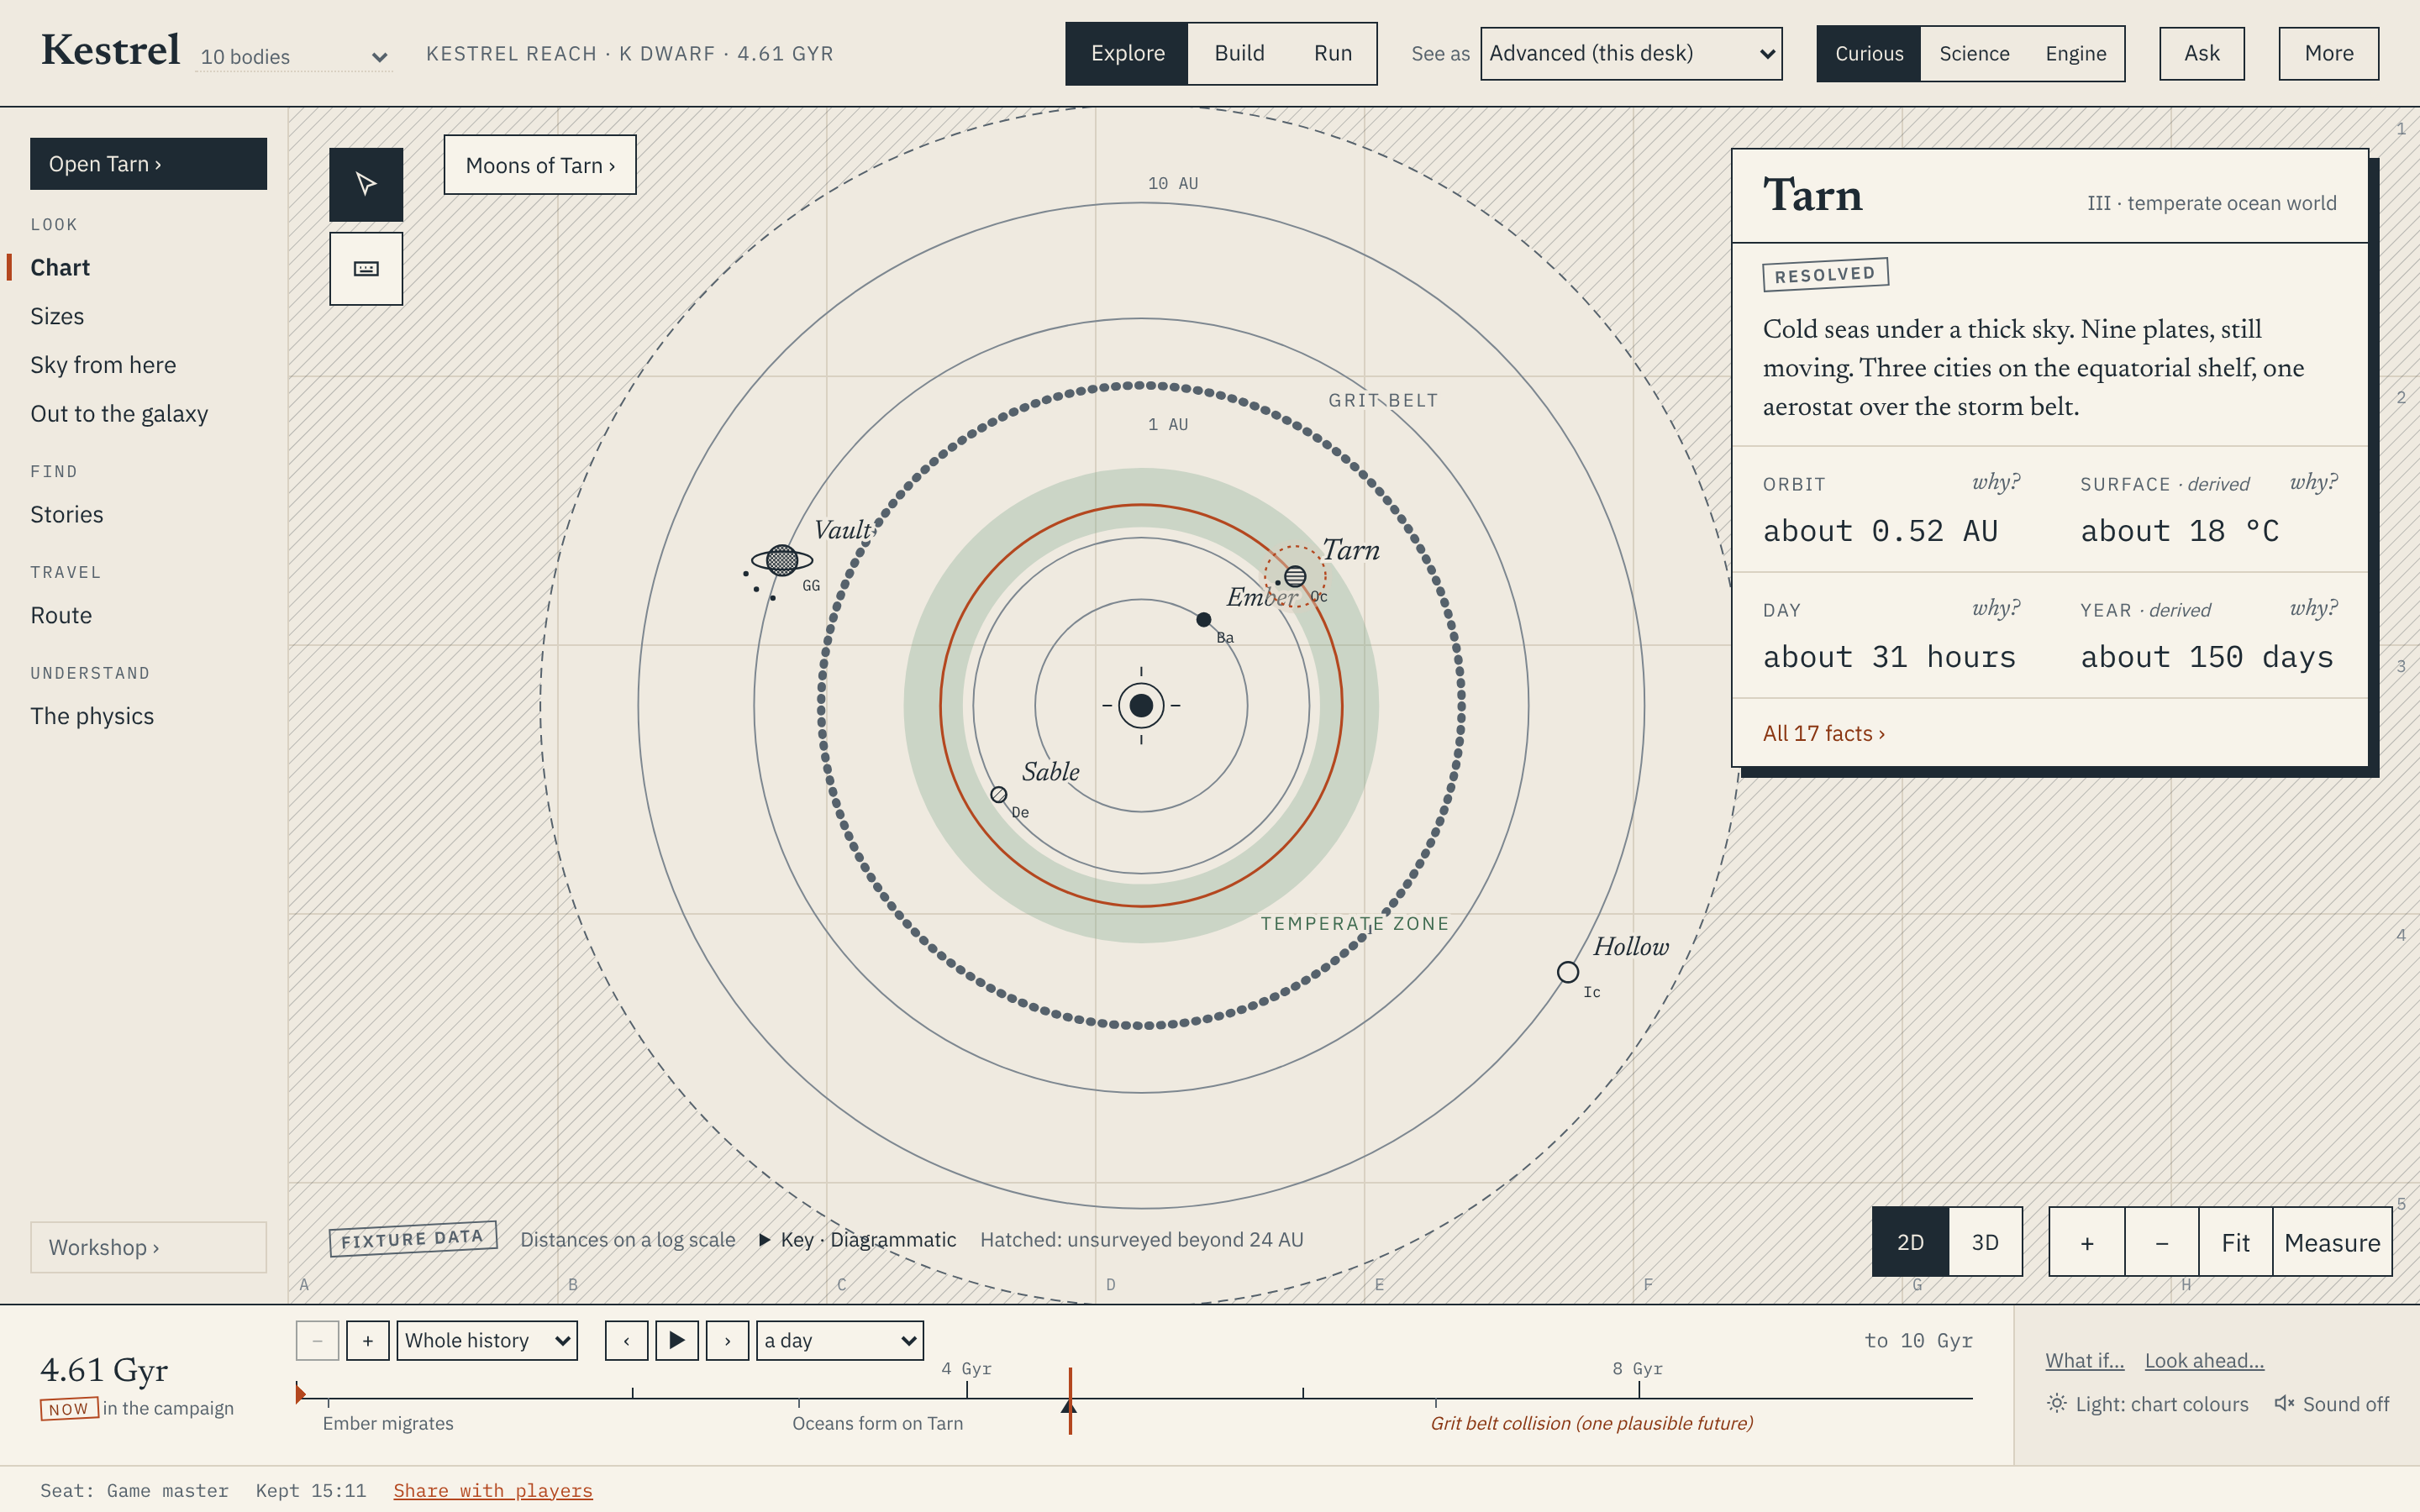 Kestrel 10 bodies KESTREL REACH · K DWARF · 4.61 GYR Explore Build Run See as Advanced (this desk) Curious Science Engine Ask More
Open Tarn ›
LOOK
Chart
Sizes
Sky from here
Out to the galaxy
FIND
Stories
TRAVEL
Route
UNDERSTAND
The physics
Workshop ›
Moons of Tarn ›
10 AU
GRIT BELT
1 AU
Vault
GG
Tarn
Oc
Ember
Ba
Sable
De
TEMPERATE ZONE
Hollow
Ic
1
2
3
4
5
Tarn III · temperate ocean world
RESOLVED
Cold seas under a thick sky. Nine plates, still
moving. Three cities on the equatorial shelf, one
aerostat over the storm belt.
ORBIT why? SURFACE · derived why?
about 0.52 AU about 18 °C
DAY why? YEAR · derived why?
about 31 hours about 150 days
All 17 facts ›
FIXTURE DATA Distances on a log scale Key · Diagrammatic Hatched: unsurveyed beyond 24 AU
2D 3D + − Fit Measure
A B C D E F G H
4.61 Gyr
NOW in the campaign
− + Whole history ‹ › a day to 10 Gyr
4 Gyr 8 Gyr
Ember migrates Oceans form on Tarn Grit belt collision (one plausible future)
What if... Look ahead...
Light: chart colours Sound off
Seat: Game master Kept 15:11 Share with players